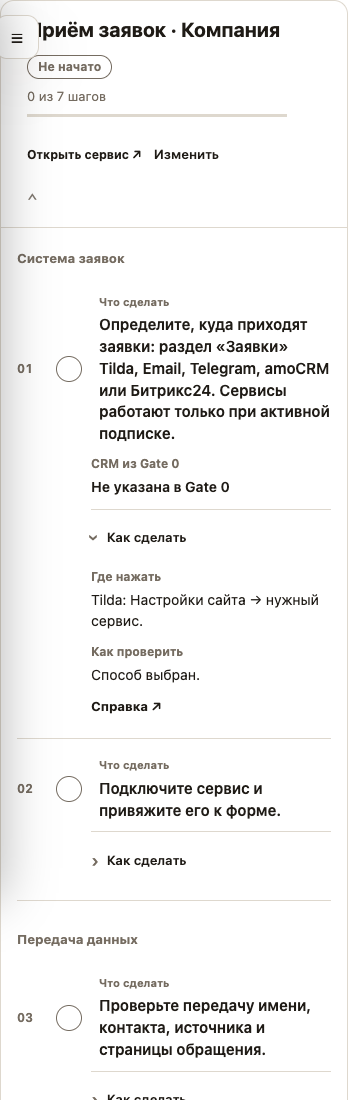 Приём заявок · Компания
Не начато
0 из 7 шагов
Открыть сервис ↗ Изменить
Система заявок
Что сделать
01
Определите, куда приходят
заявки: раздел «Заявки»
Tilda, Email, Telegram, amoCRM
или Битрикс24. Сервисы
работают только при активной
подписке.
CRM из Gate 0
Не указана в Gate 0
Как сделать
Где нажать
Tilda: Настройки сайта → нужный
сервис.
Как проверить
Способ выбран.
Справка ↗
Что сделать
02
Подключите сервис и
привяжите его к форме.
Как сделать
Передача данных
Что сделать
03
Проверьте передачу имени,
контакта, источника и
страницы обращения.
Как сделать